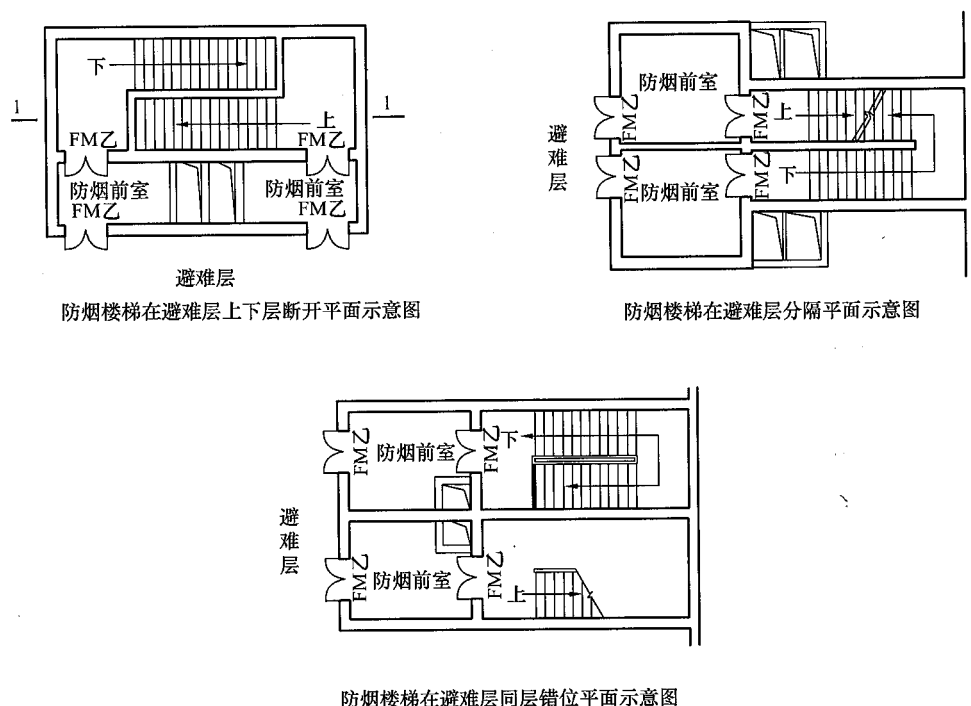 下
1
1
上
FM乙
FM乙
防烟前室
防烟前室
FM乙
FM乙
避难层
防烟楼梯在避难层上下层断开平面示意图
防烟前室
FM乙
FM乙
上
避难层
防烟前室
FM乙
FM乙
下
防烟楼梯在避难层分隔平面示意图
FM乙
防烟前室
FM乙
下
避难层
FM乙
防烟前室
FM乙
上
防烟楼梯在避难层同层错位平面示意图